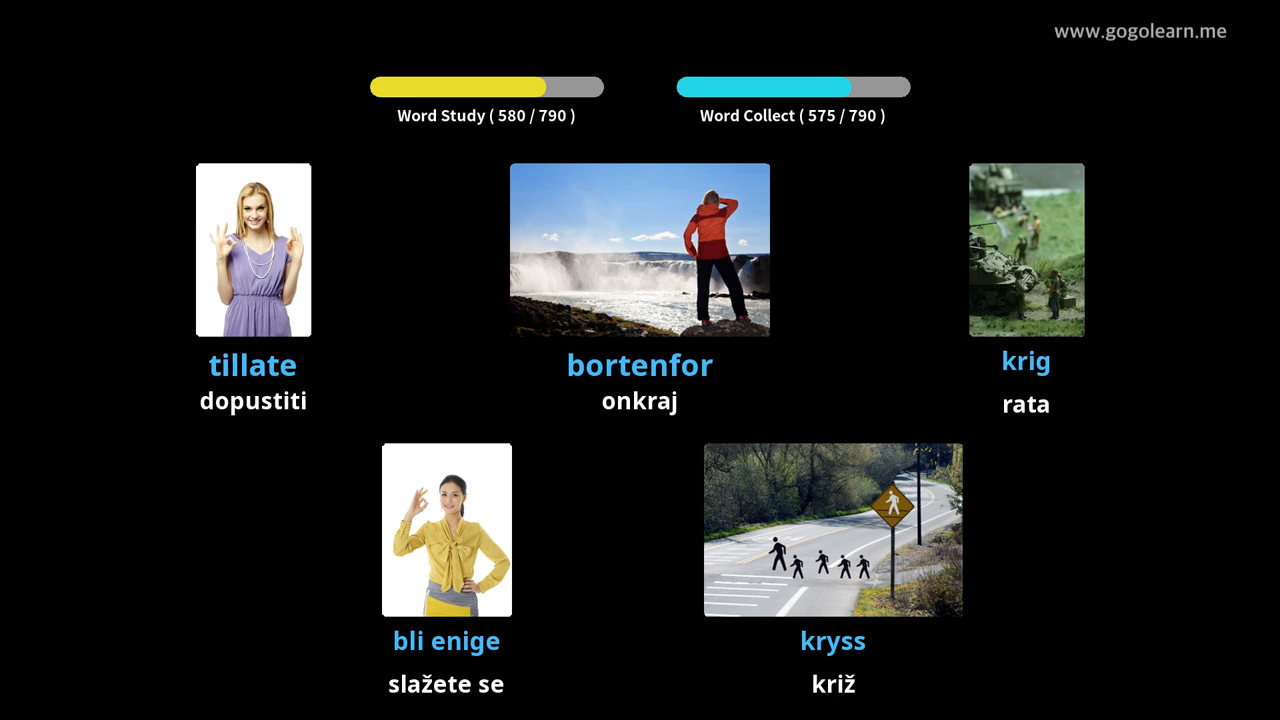 www.gogolearn.me
Word Study ( 580 / 790 )
Word Collect ( 575 / 790 )
tillate
dopustiti
bortenfor
onkraj
krig
rata
bli enige
slažete se
kryss
križ